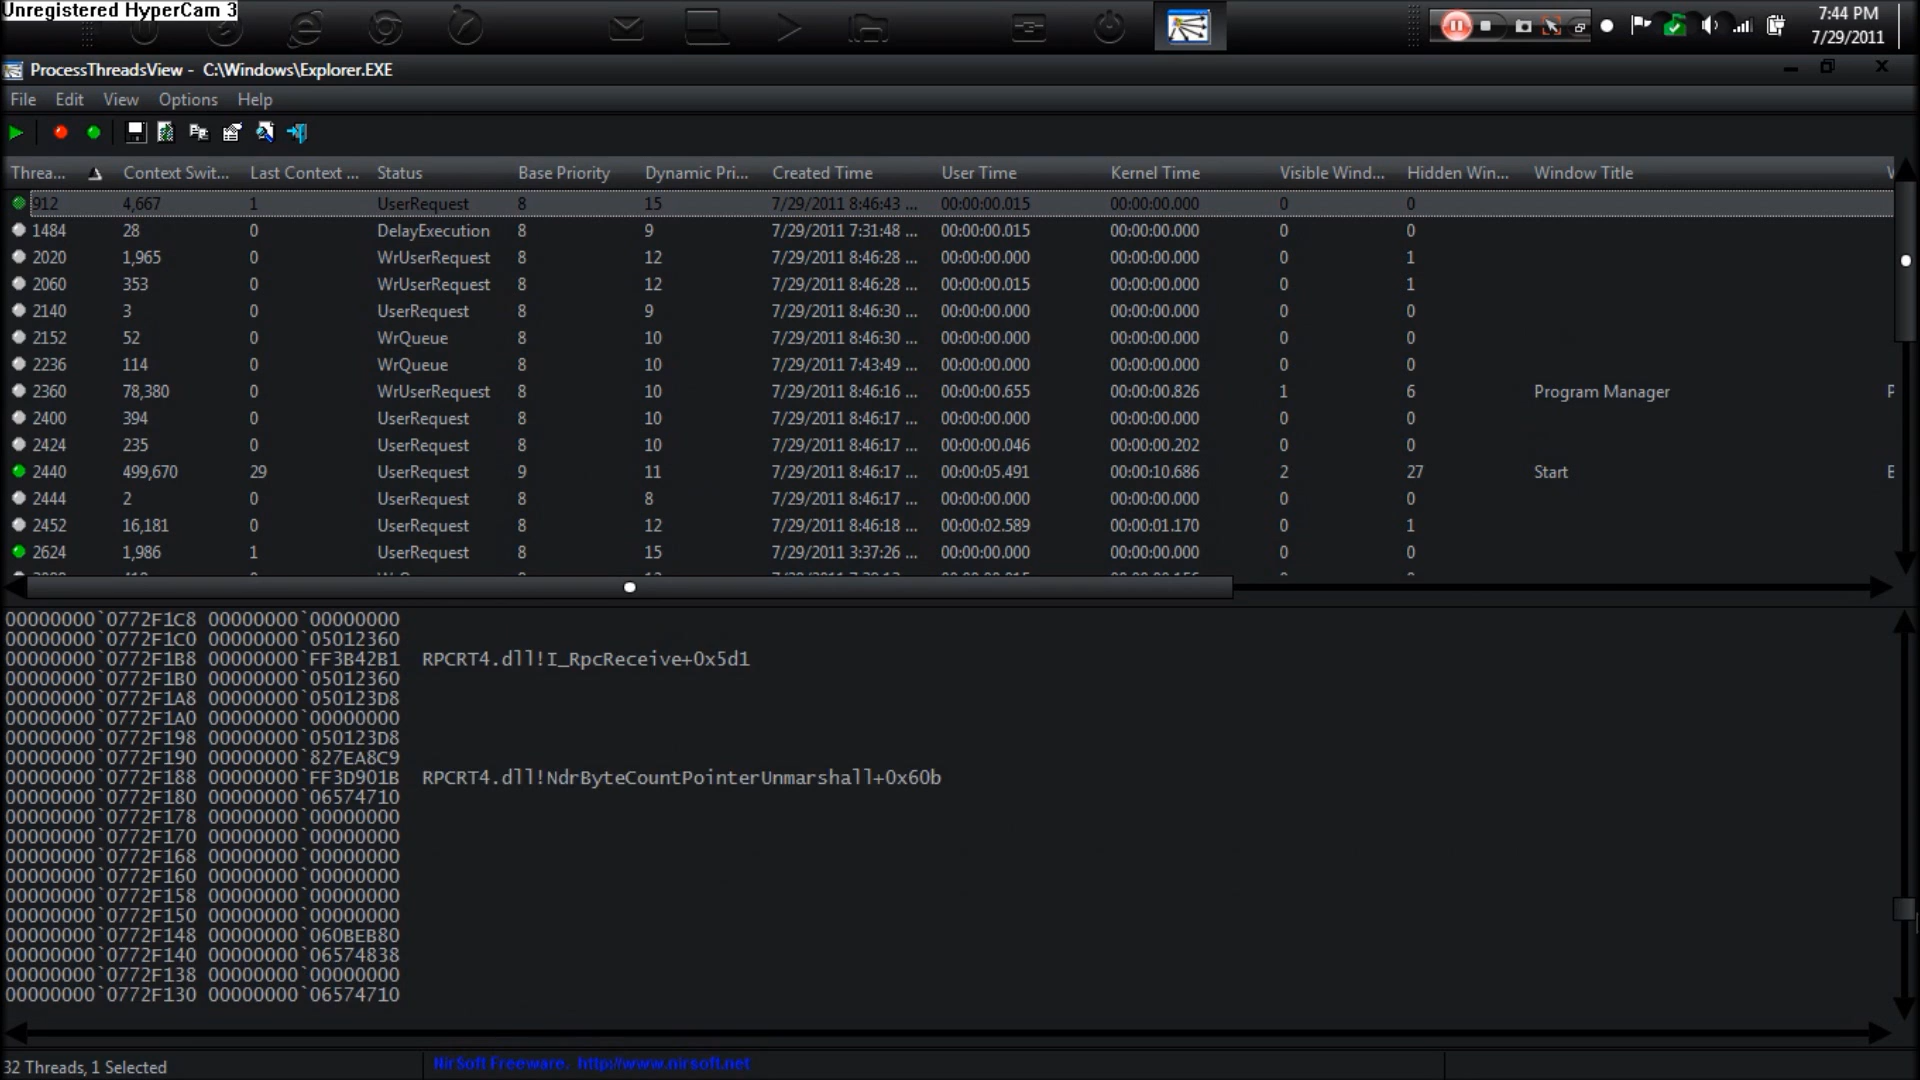 Unregistered HyperCam 3
7:44 PM
7/29/2011
ProcessThreadsView - C:\Windows\Explorer.EXE
File Edit View Options Help
Threa... Context Swit... Last Context ... Status Base Priority Dynamic Pri... Created Time User Time Kernel Time Visible Wind... Hidden Win... Window Title
912 4,667 1 UserRequest 8 15 7/29/2011 8:46:43 ... 00:00:00.015 00:00:00.000 0 0
1484 28 0 DelayExecution 8 9 7/29/2011 7:31:48 ... 00:00:00.015 00:00:00.000 0 0
2020 1,965 0 WrUserRequest 8 12 7/29/2011 8:46:28 ... 00:00:00.000 00:00:00.000 0 1
2060 353 0 WrUserRequest 8 12 7/29/2011 8:46:28 ... 00:00:00.015 00:00:00.000 0 1
2140 3 0 UserRequest 8 9 7/29/2011 8:46:30 ... 00:00:00.000 00:00:00.000 0 0
2152 52 0 WrQueue 8 10 7/29/2011 8:46:30 ... 00:00:00.000 00:00:00.000 0 0
2236 114 0 WrQueue 8 10 7/29/2011 7:43:49 ... 00:00:00.000 00:00:00.000 0 0
2360 78,380 0 WrUserRequest 8 10 7/29/2011 8:46:16 ... 00:00:00.655 00:00:00.826 1 6 Program Manager P
2400 394 0 UserRequest 8 10 7/29/2011 8:46:17 ... 00:00:00.000 00:00:00.000 0 0
2424 235 0 UserRequest 8 10 7/29/2011 8:46:17 ... 00:00:00.046 00:00:00.202 0 0
2440 499,670 29 UserRequest 9 11 7/29/2011 8:46:17 ... 00:00:05.491 00:00:10.686 2 27 Start E
2444 2 0 UserRequest 8 8 7/29/2011 8:46:17 ... 00:00:00.000 00:00:00.000 0 0
2452 16,181 0 UserRequest 8 12 7/29/2011 8:46:18 ... 00:00:02.589 00:00:01.170 0 1
2624 1,986 1 UserRequest 8 15 7/29/2011 3:37:26 ... 00:00:00.000 00:00:00.000 0 0
00000000`0772F1C8 00000000`00000000
00000000`0772F1C0 00000000`05012360
00000000`0772F1B8 00000000`FF3B42B1 RPCRT4.dll!I_RpcReceive+0x5d1
00000000`0772F1B0 00000000`05012360
00000000`0772F1A8 00000000`050123D8
00000000`0772F1A0 00000000`00000000
00000000`0772F198 00000000`050123D8
00000000`0772F190 00000000`827EA8C9
00000000`0772F188 00000000`FF3D901B RPCRT4.dll!NdrByteCountPointerUnmarshall+0x60b
00000000`0772F180 00000000`06574710
00000000`0772F178 00000000`00000000
00000000`0772F170 00000000`00000000
00000000`0772F168 00000000`00000000
00000000`0772F160 00000000`00000000
00000000`0772F158 00000000`00000000
00000000`0772F150 00000000`00000000
00000000`0772F148 00000000`060BEB80
00000000`0772F140 00000000`06574838
00000000`0772F138 00000000`00000000
00000000`0772F130 00000000`06574710
32 Threads, 1 Selected NirSoft Freeware. http://www.nirsoft.net